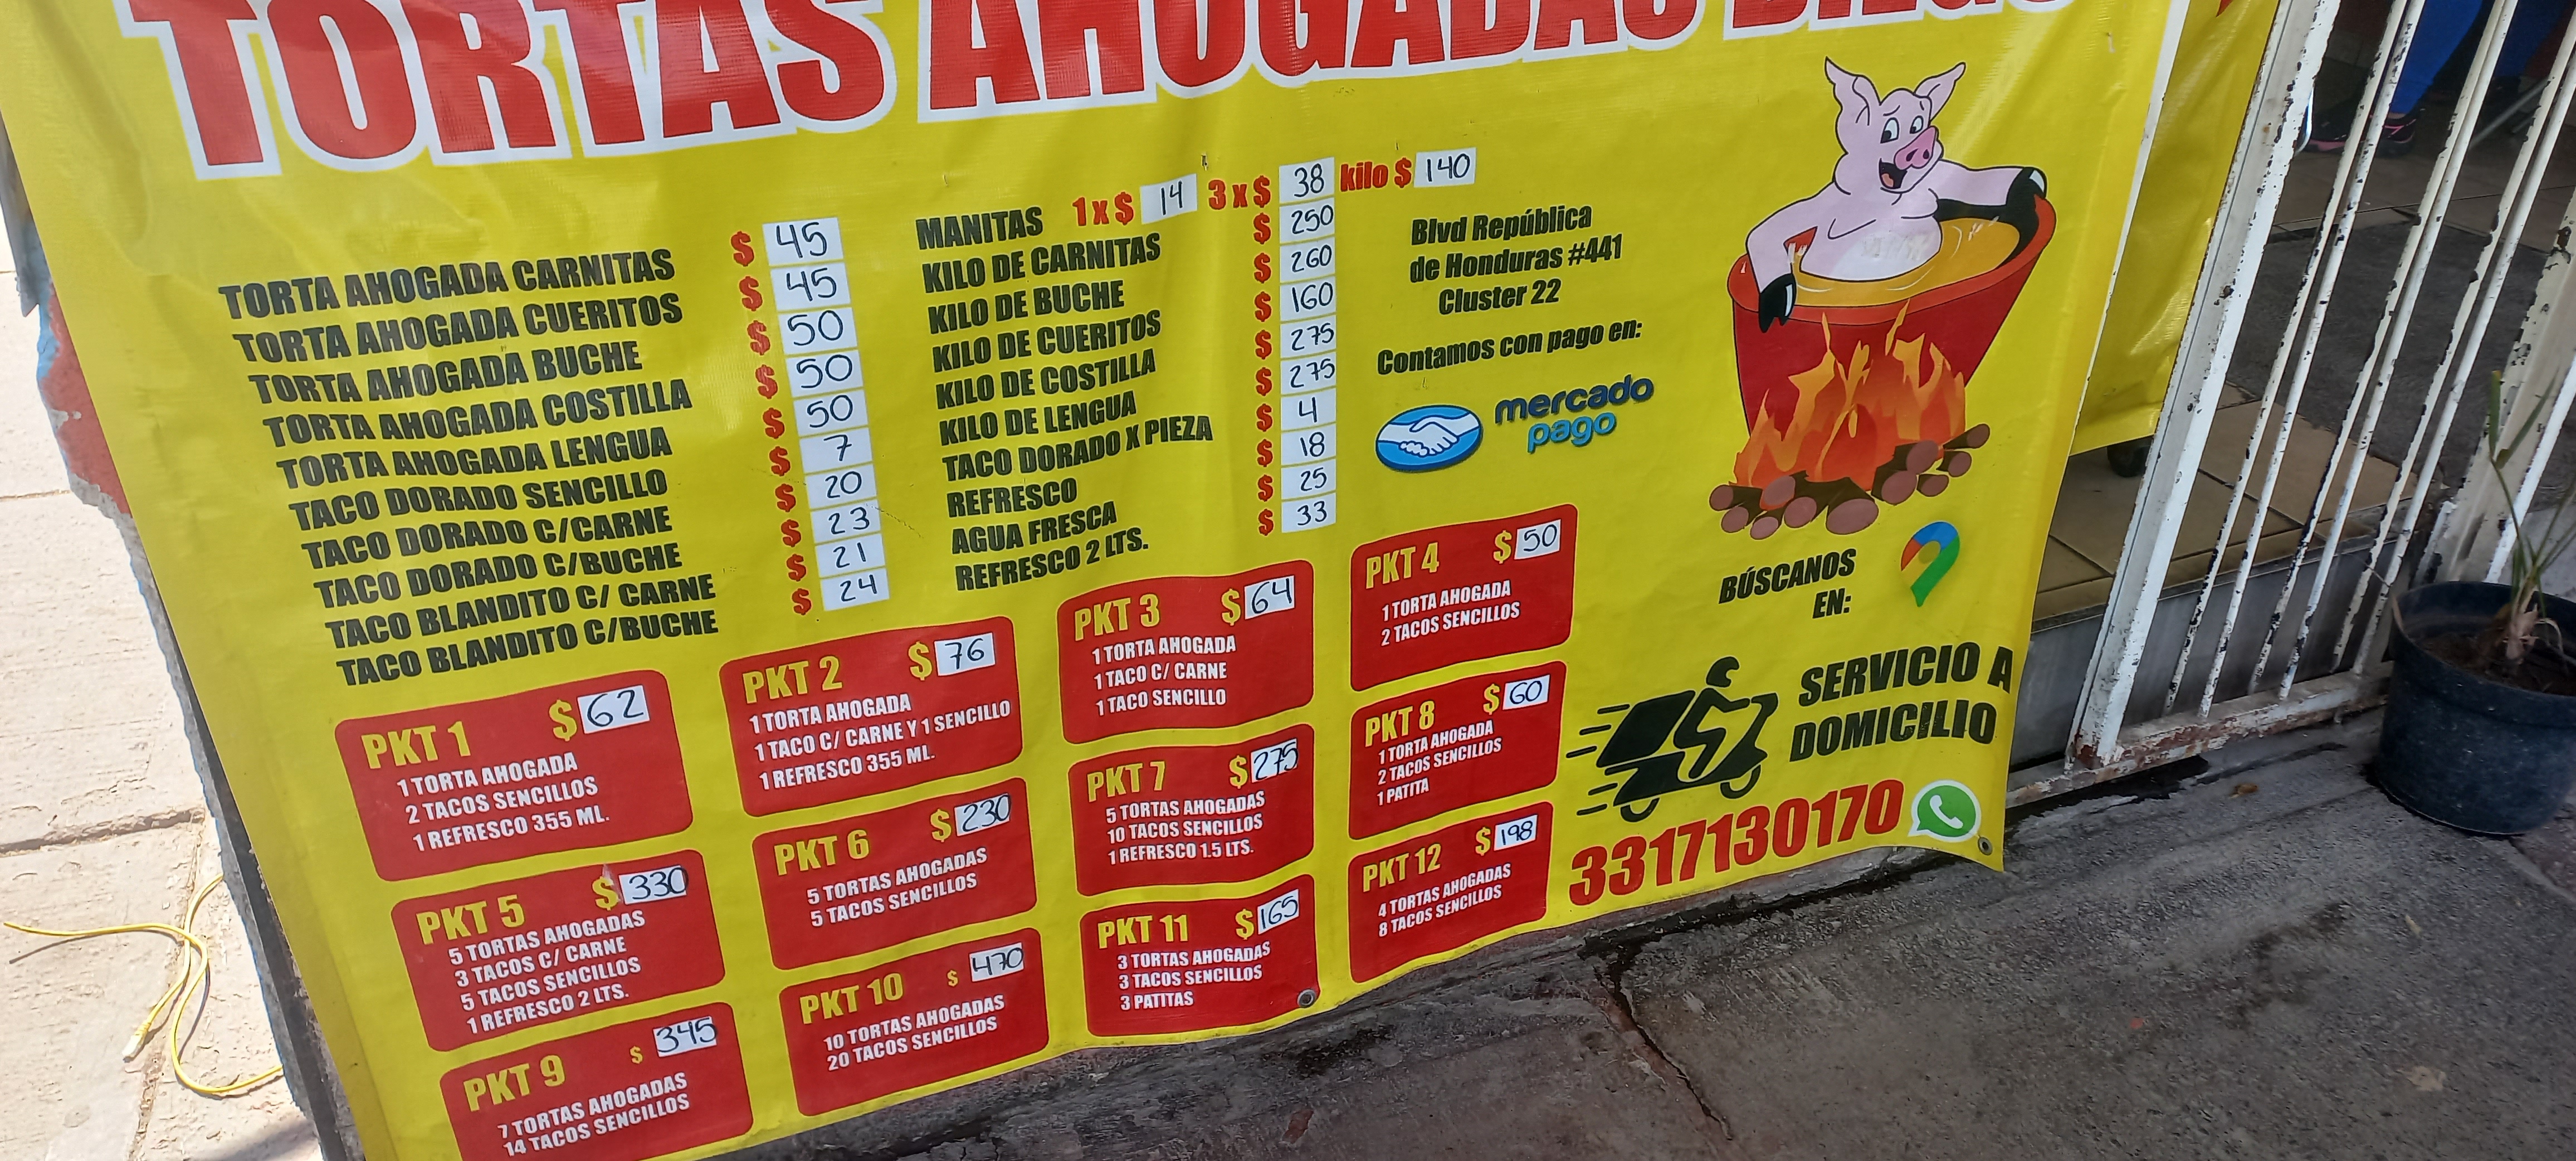 TORTAS AHOGADAS DIEGO
TORTA AHOGADA CARNITAS $ 45
TORTA AHOGADA CUERITOS $ 45
TORTA AHOGADA BUCHE $ 50
TORTA AHOGADA COSTILLA $ 50
TORTA AHOGADA LENGUA $ 50
TACO DORADO SENCILLO $ 7
TACO DORADO C/CARNE $ 20
TACO DORADO C/BUCHE $ 23
TACO BLANDITO C/ CARNE $ 21
TACO BLANDITO C/BUCHE $ 24
MANITAS 1 x $ 14 3 x $ 38 kilo $ 140
KILO DE CARNITAS $ 250
KILO DE BUCHE $ 260
KILO DE CUERITOS $ 160
KILO DE COSTILLA $ 275
KILO DE LENGUA $ 275
TACO DORADO X PIEZA $ 4
REFRESCO $ 18
AGUA FRESCA $ 25
REFRESCO 2 LTS. $ 33
Blvd República
de Honduras #441
Cluster 22
Contamos con pago en:
mercado
pago
BÚSCANOS
EN:
SERVICIO A
DOMICILIO
3317130170
PKT 1 $ 62
1 TORTA AHOGADA
2 TACOS SENCILLOS
1 REFRESCO 355 ML.
PKT 2 $ 76
1 TORTA AHOGADA
1 TACO C/ CARNE Y 1 SENCILLO
1 REFRESCO 355 ML.
PKT 3 $ 64
1 TORTA AHOGADA
1 TACO C/ CARNE
1 TACO SENCILLO
PKT 4 $ 50
1 TORTA AHOGADA
2 TACOS SENCILLOS
PKT 5 $ 330
5 TORTAS AHOGADAS
3 TACOS C/ CARNE
5 TACOS SENCILLOS
1 REFRESCO 2 LTS.
PKT 6 $ 230
5 TORTAS AHOGADAS
5 TACOS SENCILLOS
PKT 7 $ 275
5 TORTAS AHOGADAS
10 TACOS SENCILLOS
1 REFRESCO 1.5 LTS.
PKT 8 $ 60
1 TORTA AHOGADA
2 TACOS SENCILLOS
1 PATITA
PKT 9 $ 345
7 TORTAS AHOGADAS
14 TACOS SENCILLOS
PKT 10 $ 470
10 TORTAS AHOGADAS
20 TACOS SENCILLOS
PKT 11 $ 165
3 TORTAS AHOGADAS
3 TACOS SENCILLOS
3 PATITAS
PKT 12 $ 198
4 TORTAS AHOGADAS
8 TACOS SENCILLOS